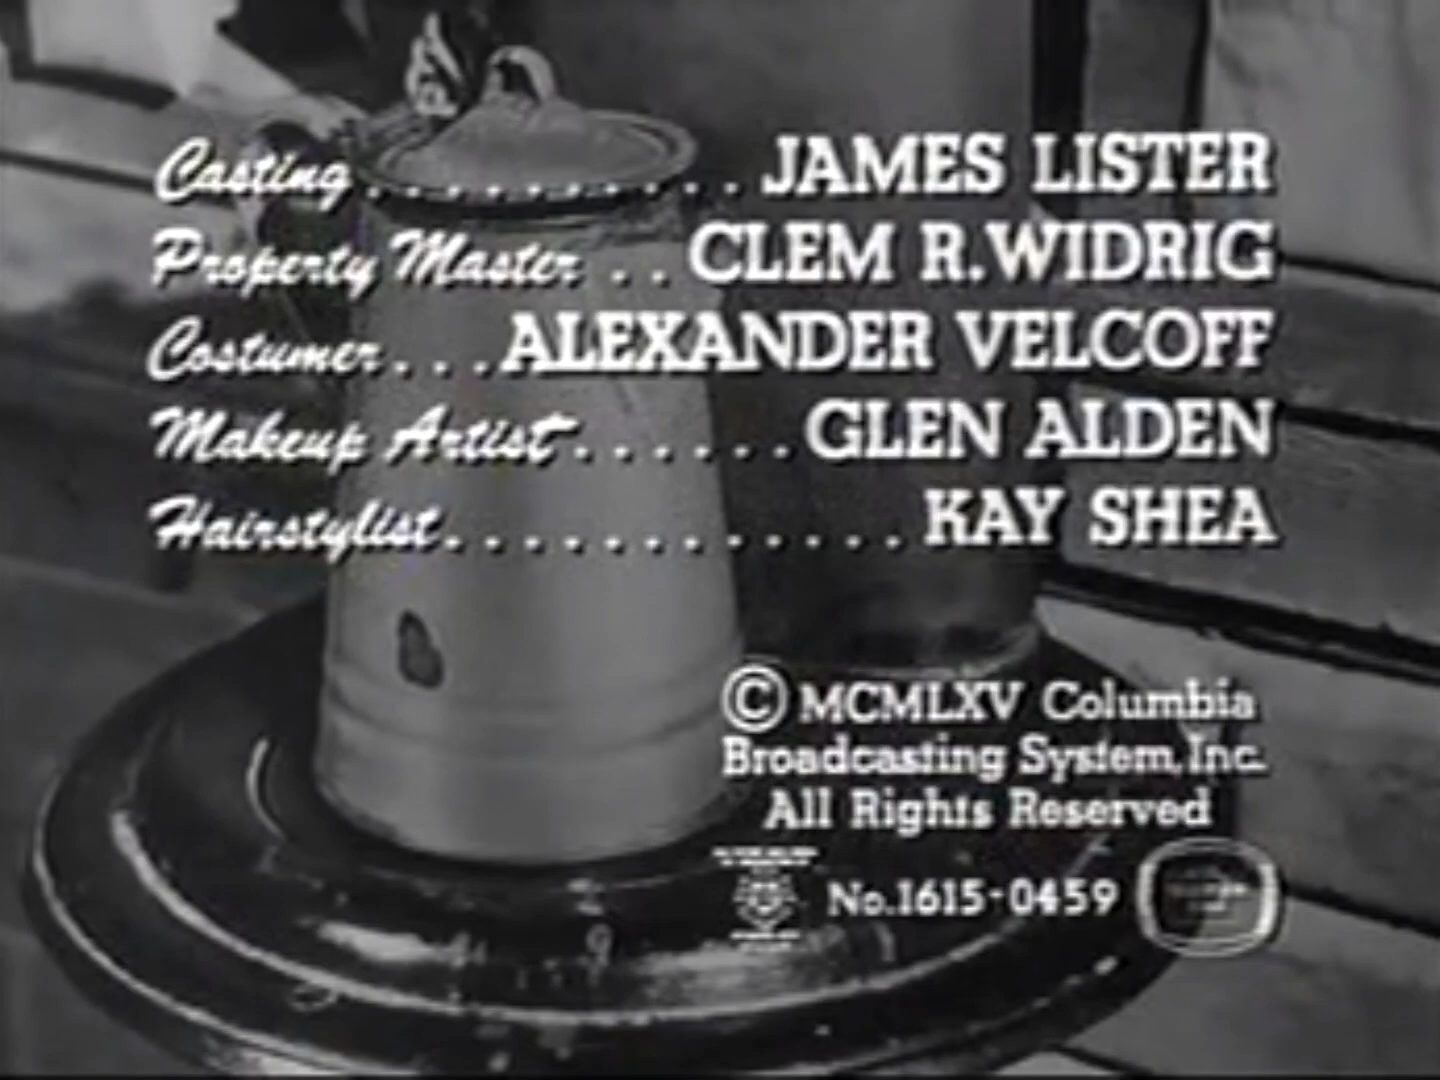 Casting ........... JAMES LISTER
Property Master .. CLEM R. WIDRIG
Costumer ... ALEXANDER VELCOFF
Makeup Artist ...... GLEN ALDEN
Hairstylist ............. KAY SHEA
© MCMLXV Columbia
Broadcasting System, Inc.
All Rights Reserved
No. 1615-0459